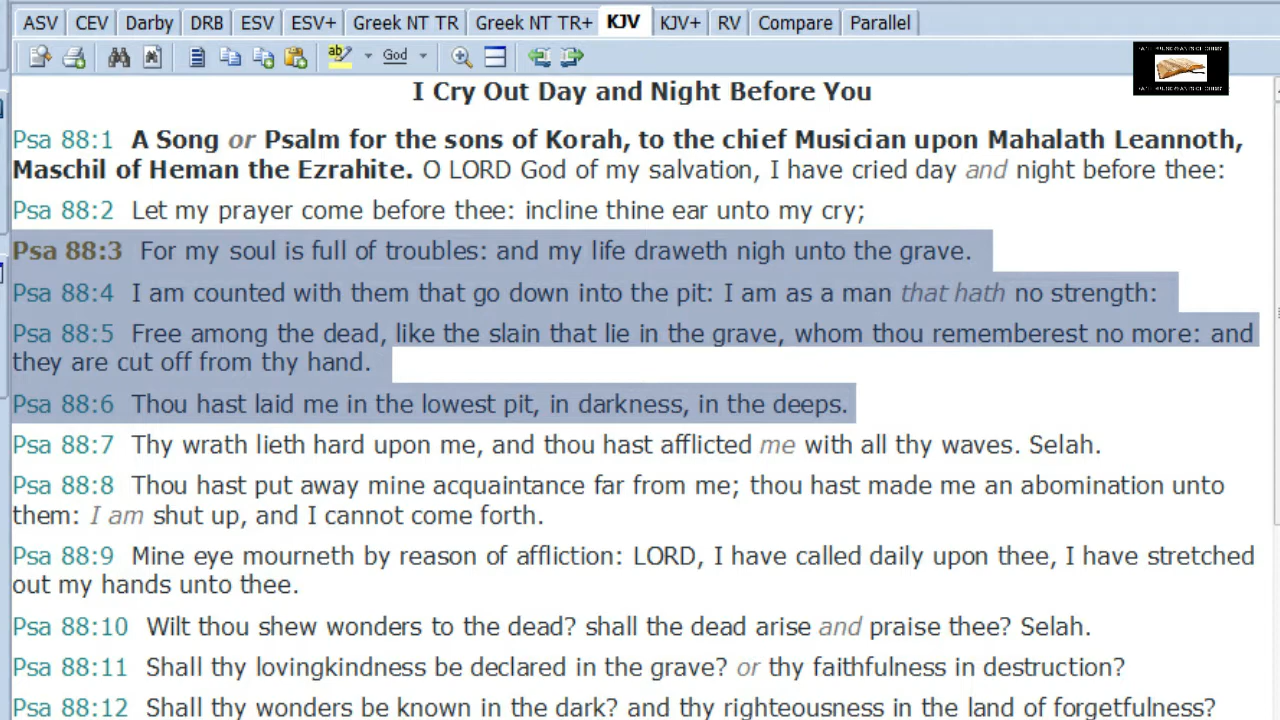 ASV CEV Darby DRB ESV ESV+ Greek NT TR Greek NT TR+ KJV KJV+ RV Compare Parallel
ab God
I Cry Out Day and Night Before You
Psa 88:1 A Song or Psalm for the sons of Korah, to the chief Musician upon Mahalath Leannoth,
Maschil of Heman the Ezrahite. O LORD God of my salvation, I have cried day and night before thee:
Psa 88:2 Let my prayer come before thee: incline thine ear unto my cry;
Psa 88:3 For my soul is full of troubles: and my life draweth nigh unto the grave.
Psa 88:4 I am counted with them that go down into the pit: I am as a man that hath no strength:
Psa 88:5 Free among the dead, like the slain that lie in the grave, whom thou rememberest no more: and
they are cut off from thy hand.
Psa 88:6 Thou hast laid me in the lowest pit, in darkness, in the deeps.
Psa 88:7 Thy wrath lieth hard upon me, and thou hast afflicted me with all thy waves. Selah.
Psa 88:8 Thou hast put away mine acquaintance far from me; thou hast made me an abomination unto
them: I am shut up, and I cannot come forth.
Psa 88:9 Mine eye mourneth by reason of affliction: LORD, I have called daily upon thee, I have stretched
out my hands unto thee.
Psa 88:10 Wilt thou shew wonders to the dead? shall the dead arise and praise thee? Selah.
Psa 88:11 Shall thy lovingkindness be declared in the grave? or thy faithfulness in destruction?
Psa 88:12 Shall thy wonders be known in the dark? and thy righteousness in the land of forgetfulness?